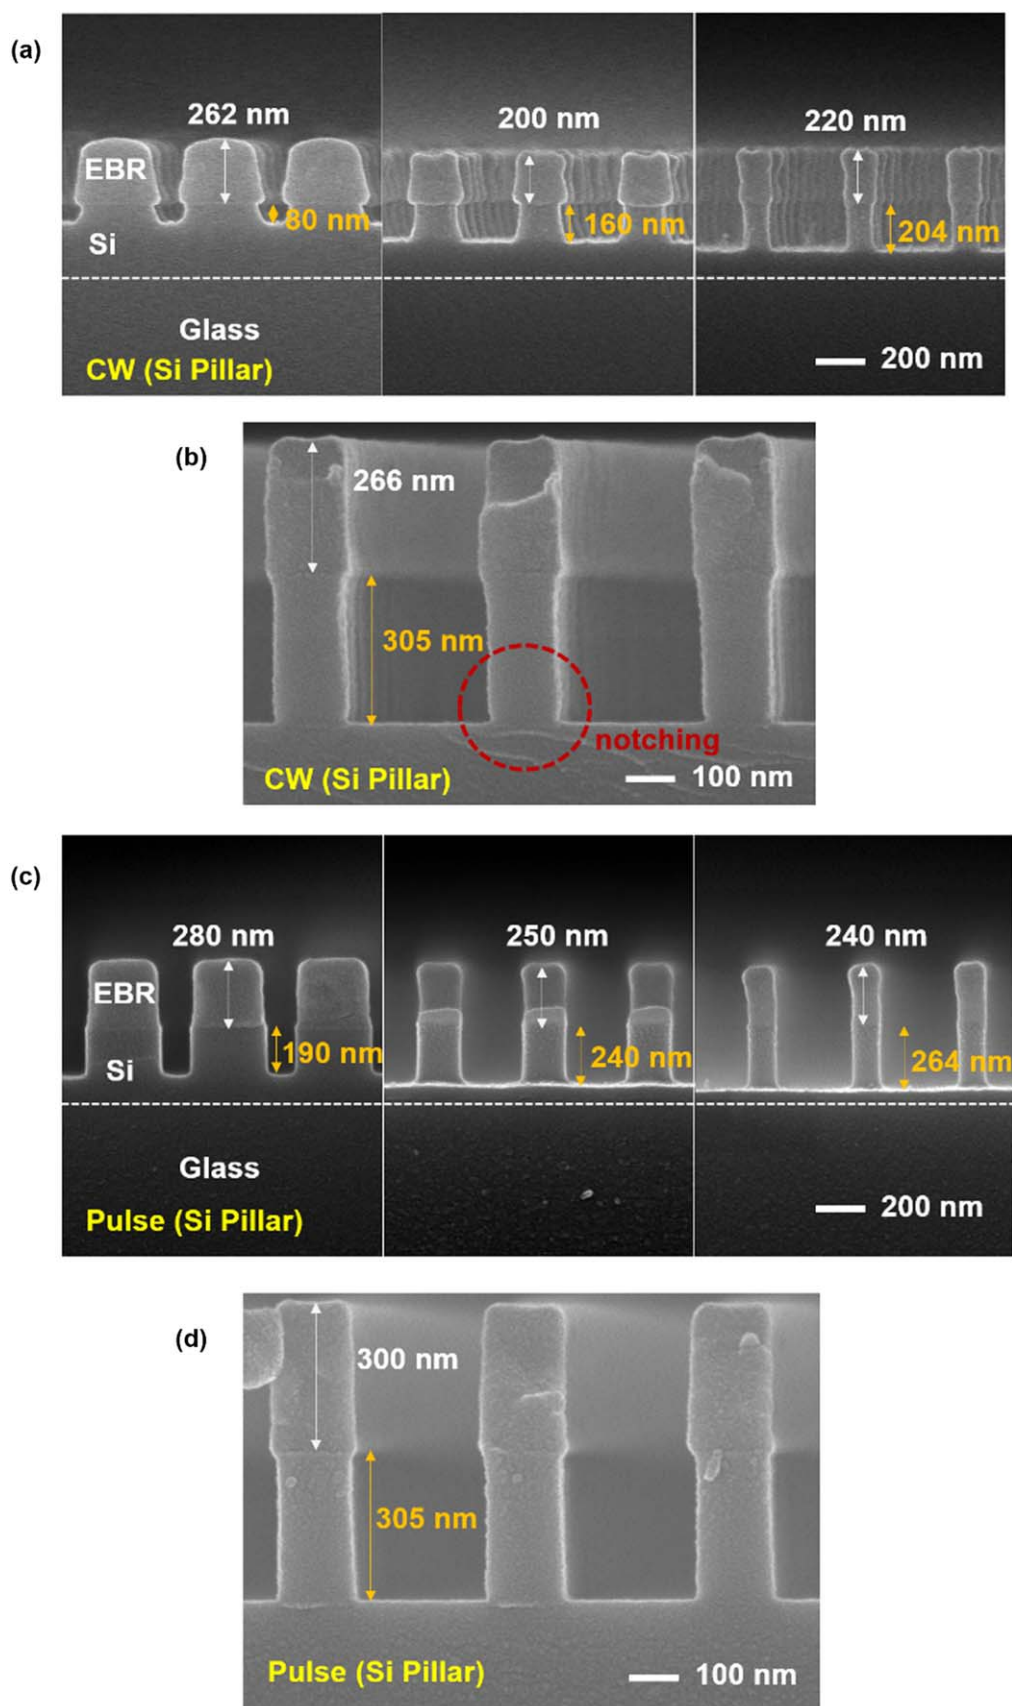 (a)
262 nm
200 nm
220 nm
EBR
80 nm
160 nm
204 nm
Si
Glass
CW (Si Pillar)
200 nm
(b)
266 nm
305 nm
notching
CW (Si Pillar)
100 nm
(c)
280 nm
250 nm
240 nm
EBR
190 nm
240 nm
264 nm
Si
Glass
Pulse (Si Pillar)
200 nm
(d)
300 nm
305 nm
Pulse (Si Pillar)
100 nm